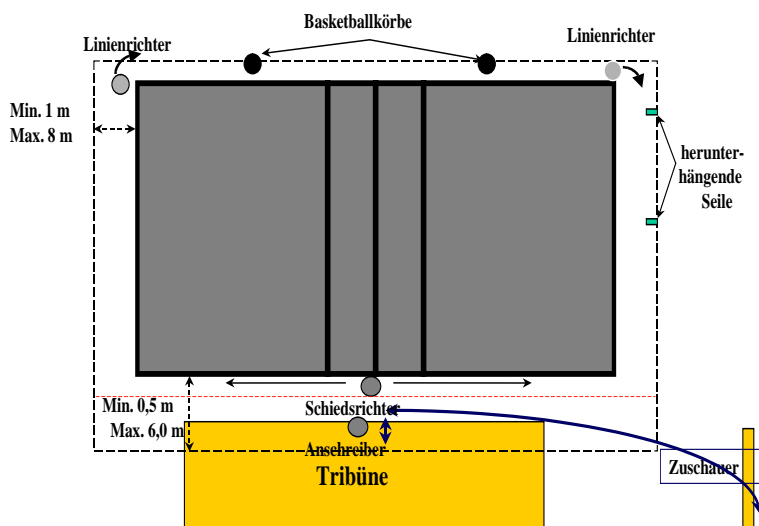 Basketballkörbe
Linienrichter
Linienrichter
Min. 1 m
Max. 8 m
herunter-
hängende
Seile
Min. 0,5 m
Schiedsrichter
Max. 6,0 m
Anschreiber
Tribüne
Zuschauer